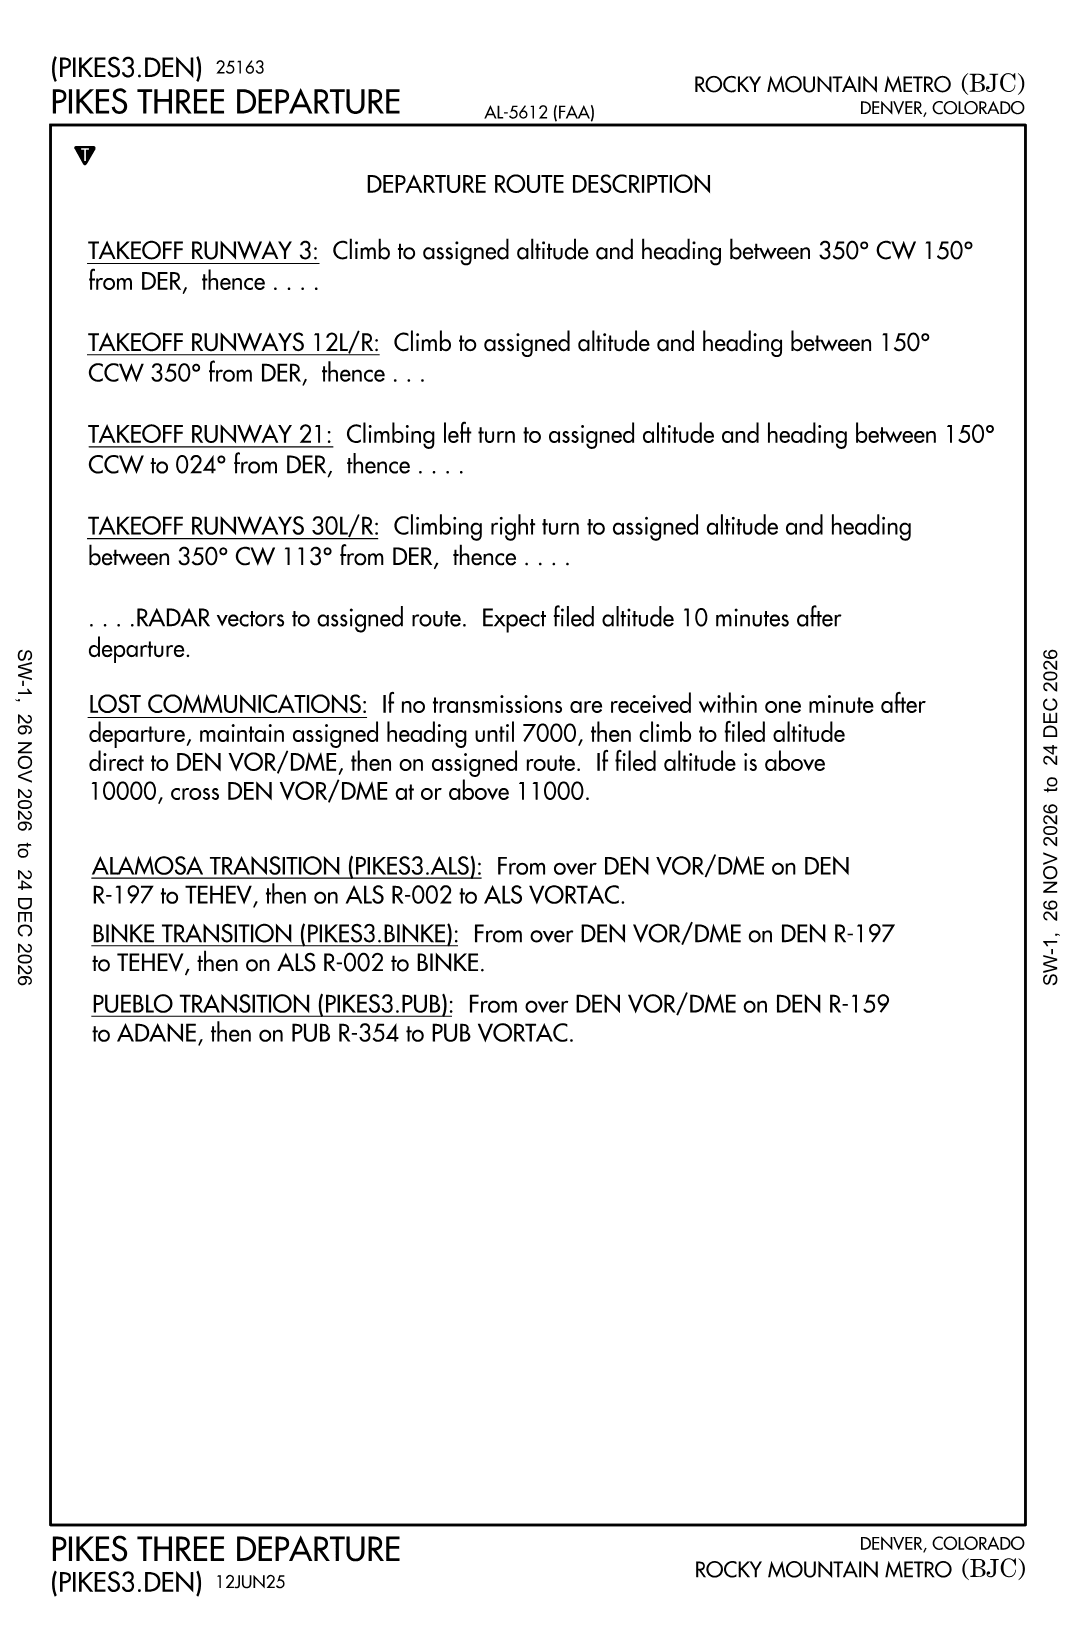 (PIKES3.DEN) 25163
PIKES THREE DEPARTURE
AL-5612 (FAA)
ROCKY MOUNTAIN METRO (BJC)
DENVER, COLORADO
T
DEPARTURE ROUTE DESCRIPTION
TAKEOFF RUNWAY 3: Climb to assigned altitude and heading between 350° CW 150°
from DER, thence . . . .
TAKEOFF RUNWAYS 12L/R: Climb to assigned altitude and heading between 150°
CCW 350° from DER, thence . . .
TAKEOFF RUNWAY 21: Climbing left turn to assigned altitude and heading between 150°
CCW to 024° from DER, thence . . . .
TAKEOFF RUNWAYS 30L/R: Climbing right turn to assigned altitude and heading
between 350° CW 113° from DER, thence . . . .
. . . .RADAR vectors to assigned route. Expect filed altitude 10 minutes after
departure.
LOST COMMUNICATIONS: If no transmissions are received within one minute after
departure, maintain assigned heading until 7000, then climb to filed altitude
direct to DEN VOR/DME, then on assigned route. If filed altitude is above
10000, cross DEN VOR/DME at or above 11000.
ALAMOSA TRANSITION (PIKES3.ALS): From over DEN VOR/DME on DEN
R-197 to TEHEV, then on ALS R-002 to ALS VORTAC.
BINKE TRANSITION (PIKES3.BINKE): From over DEN VOR/DME on DEN R-197
to TEHEV, then on ALS R-002 to BINKE.
PUEBLO TRANSITION (PIKES3.PUB): From over DEN VOR/DME on DEN R-159
to ADANE, then on PUB R-354 to PUB VORTAC.
SW-1, 26 NOV 2026 to 24 DEC 2026
SW-1, 26 NOV 2026 to 24 DEC 2026
PIKES THREE DEPARTURE
(PIKES3.DEN) 12JUN25
DENVER, COLORADO
ROCKY MOUNTAIN METRO (BJC)